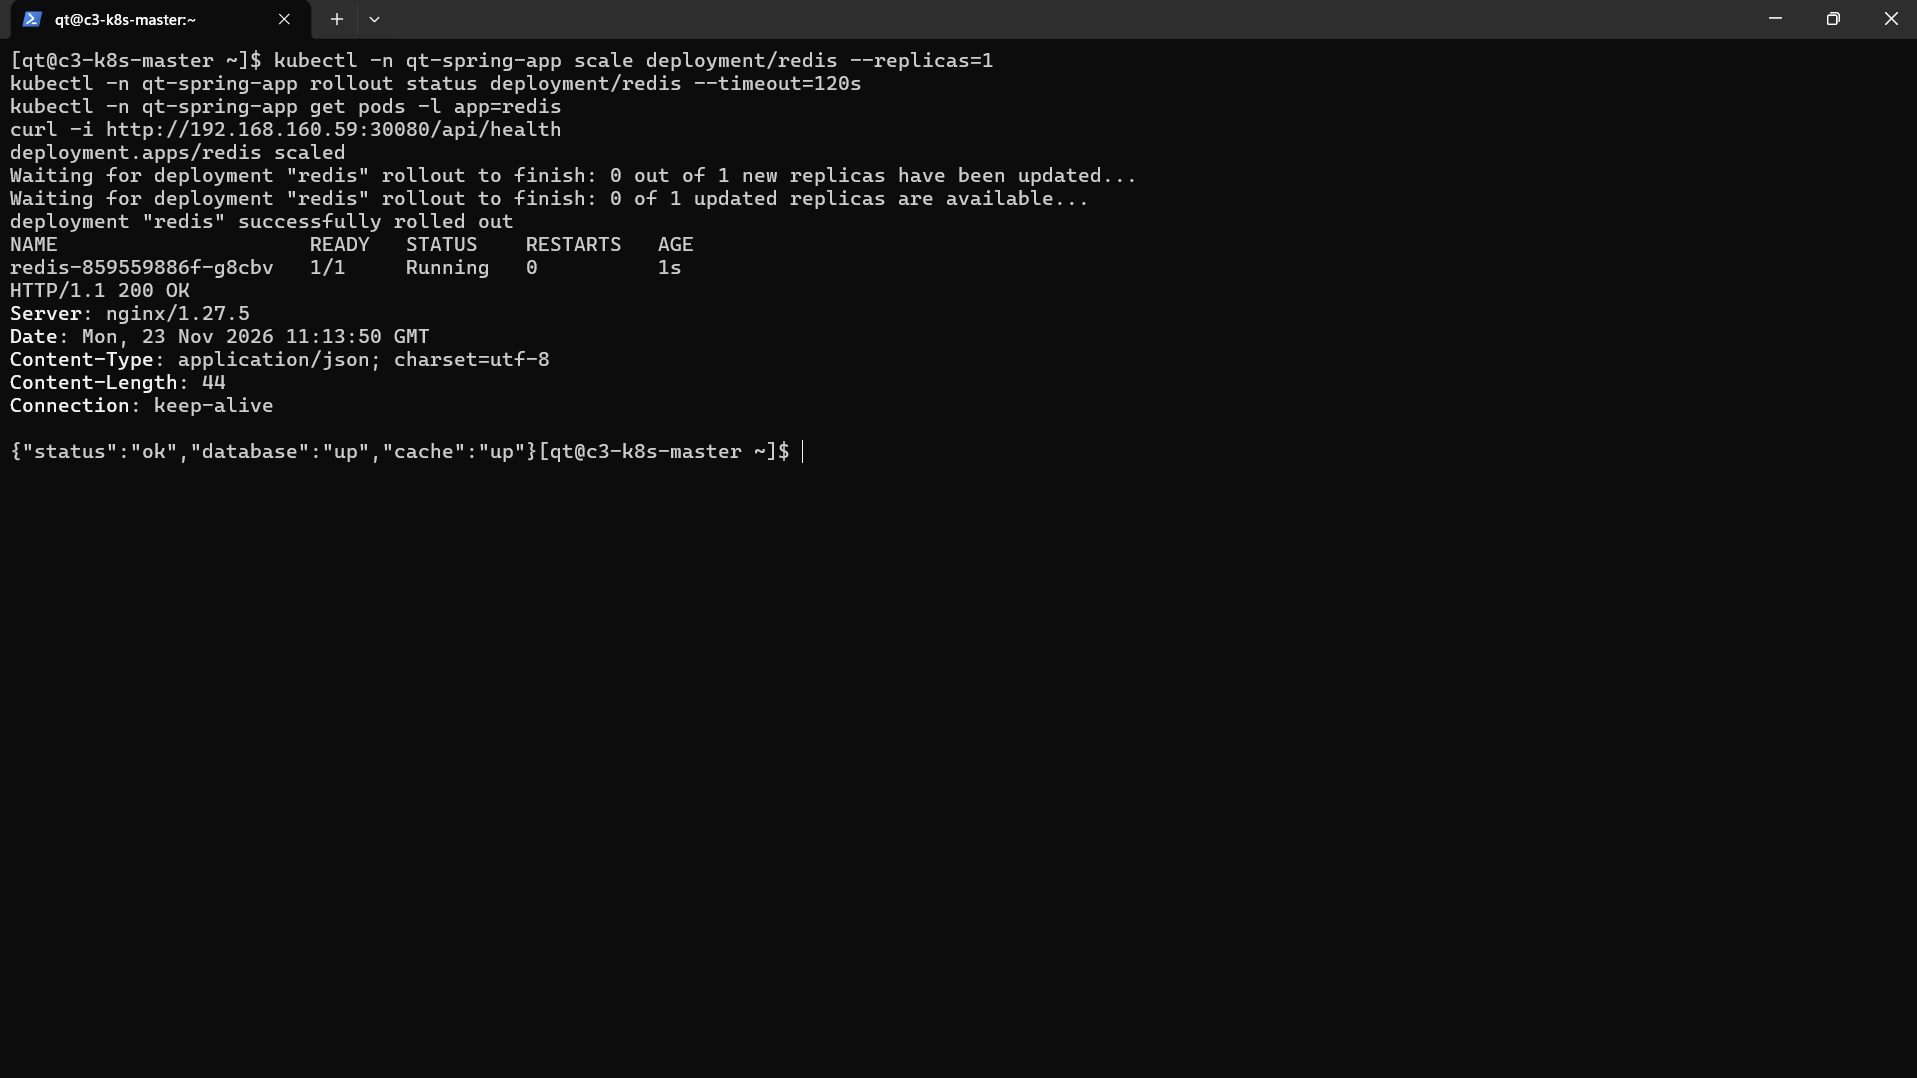 qt@c3-k8s-master:~
[qt@c3-k8s-master ~]$ kubectl -n qt-spring-app scale deployment/redis --replicas=1
kubectl -n qt-spring-app rollout status deployment/redis --timeout=120s
kubectl -n qt-spring-app get pods -l app=redis
curl -i http://192.168.160.59:30080/api/health
deployment.apps/redis scaled
Waiting for deployment "redis" rollout to finish: 0 out of 1 new replicas have been updated...
Waiting for deployment "redis" rollout to finish: 0 of 1 updated replicas are available...
deployment "redis" successfully rolled out
NAME                     READY   STATUS    RESTARTS   AGE
redis-859559886f-g8cbv   1/1     Running   0          1s
HTTP/1.1 200 OK
Server: nginx/1.27.5
Date: Mon, 23 Nov 2026 11:13:50 GMT
Content-Type: application/json; charset=utf-8
Content-Length: 44
Connection: keep-alive
{"status":"ok","database":"up","cache":"up"}[qt@c3-k8s-master ~]$